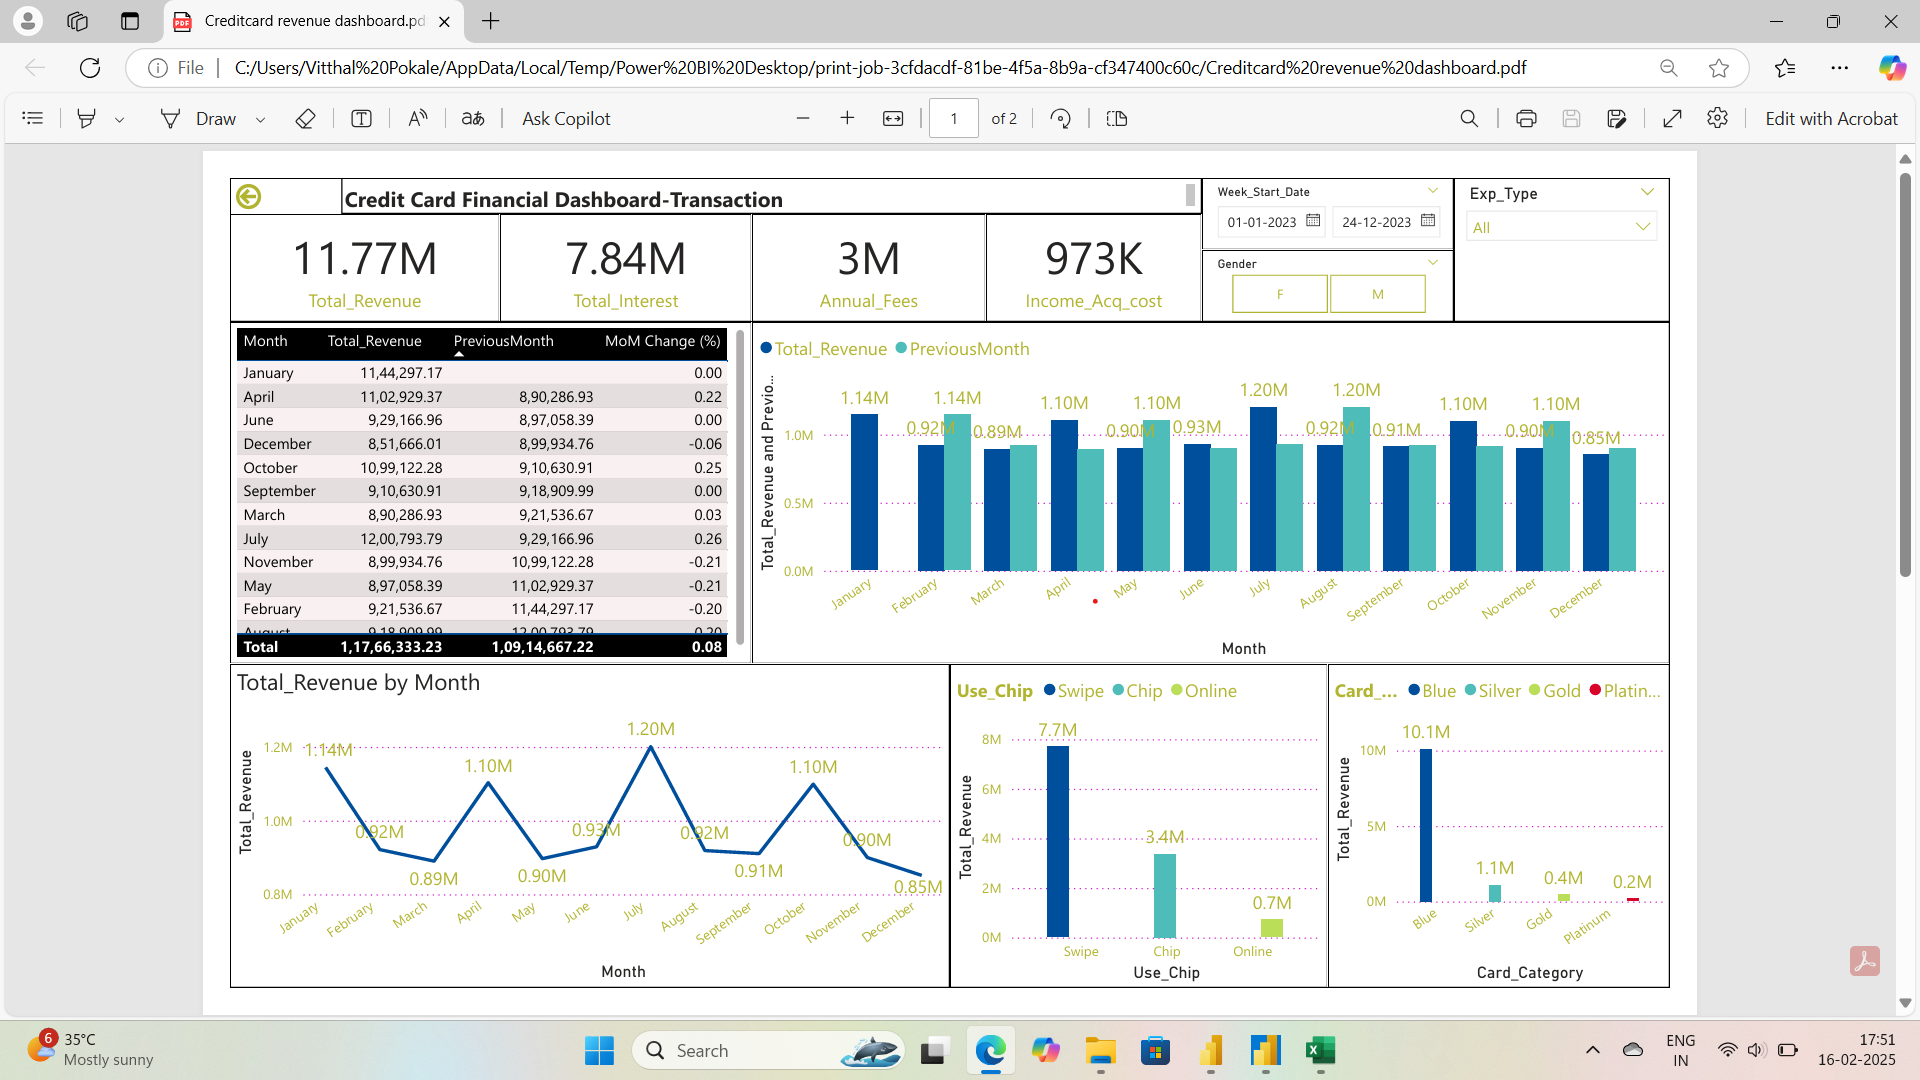 Creditcard revenue dashboard.pd
File
C:/Users/Vitthal%20Pokale/AppData/Local/Temp/Power%20BI%20Desktop/print-job-3cfdacdf-81be-4f5a-8b9a-cf347400c60c/Creditcard%20revenue%20dashboard.pdf
Draw
Ask Copilot
1 of 2
Edit with Acrobat
Credit Card Financial Dashboard-Transaction
Week_Start_Date
01-01-2023 24-12-2023
Exp_Type
All
Gender
F M
11.77M 7.84M 3M 973K
Total_Revenue Total_Interest Annual_Fees Income_Acq_cost
Month Total_Revenue PreviousMonth MoM Change (%)
January 11,44,297.17 0.00
April 11,02,929.37 8,90,286.93 0.22
June 9,29,166.96 8,97,058.39 0.00
December 8,51,666.01 8,99,934.76 -0.06
October 10,99,122.28 9,10,630.91 0.25
September 9,10,630.91 9,18,909.99 0.00
March 8,90,286.93 9,21,536.67 0.03
July 12,00,793.79 9,29,166.96 0.26
November 8,99,934.76 10,99,122.28 -0.21
May 8,97,058.39 11,02,929.37 -0.21
February 9,21,536.67 11,44,297.17 -0.20
August 9,18,909.99 12,00,793.79 0.20
Total 1,17,66,333.23 1,09,14,667.22 0.08
Total_Revenue PreviousMonth
Total_Revenue and Previo...
1.0M
0.5M
0.0M
1.14M 0.92M 1.14M 0.89M 1.10M 0.90M 1.10M 0.93M 1.20M 0.92M 1.20M 0.91M 1.10M 0.90M 1.10M 0.85M
January February March April May June July August September October November December
Month
Total_Revenue by Month
Total_Revenue
1.2M
1.0M
0.8M
1.14M 0.92M 0.89M 1.10M 0.90M 0.93M 1.20M 0.92M 0.91M 1.10M 0.90M 0.85M
January February March April May June July August September October November December
Month
Use_Chip Swipe Chip Online
Total_Revenue
8M
6M
4M
2M
0M
7.7M 3.4M 0.7M
Swipe Chip Online
Use_Chip
Card_... Blue Silver Gold Platin...
Total_Revenue
10M
5M
0M
10.1M 1.1M 0.4M 0.2M
Blue Silver Gold Platinum
Card_Category
6
35°C
Mostly sunny
Search
ENG
IN
17:51
16-02-2025